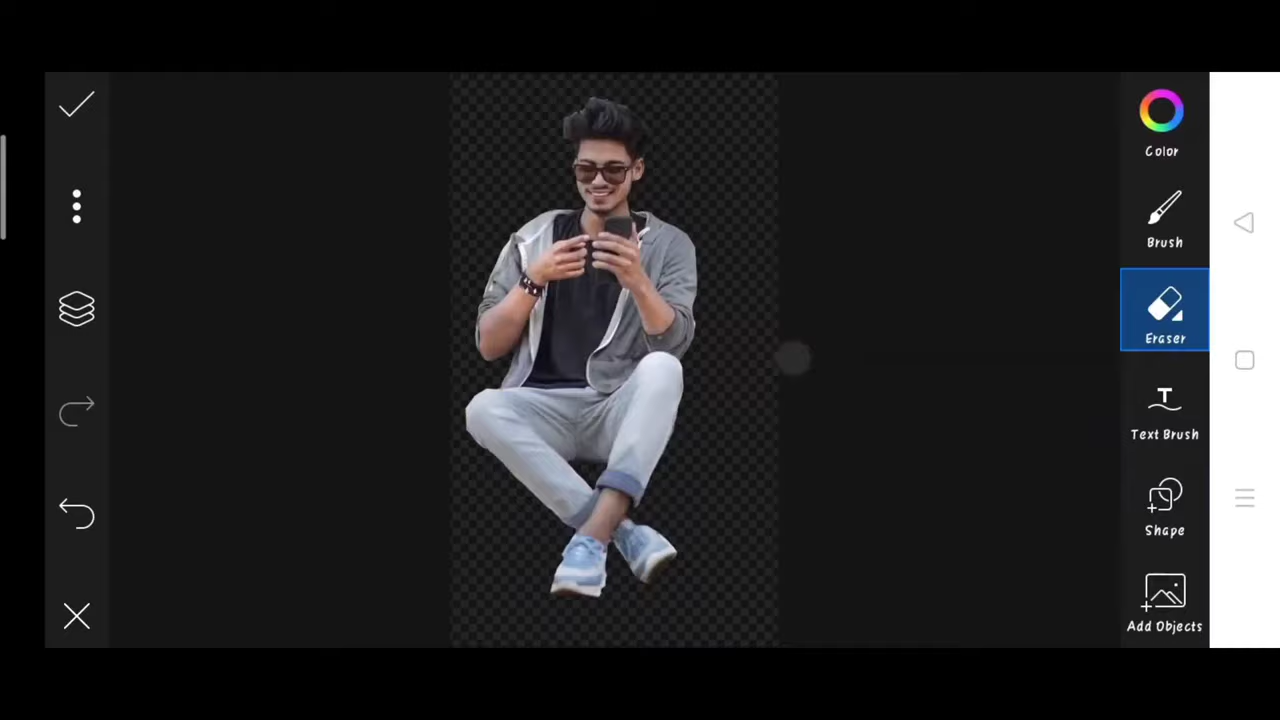 Color
Brush
Eraser
Text Brush
Shape
Add Objects